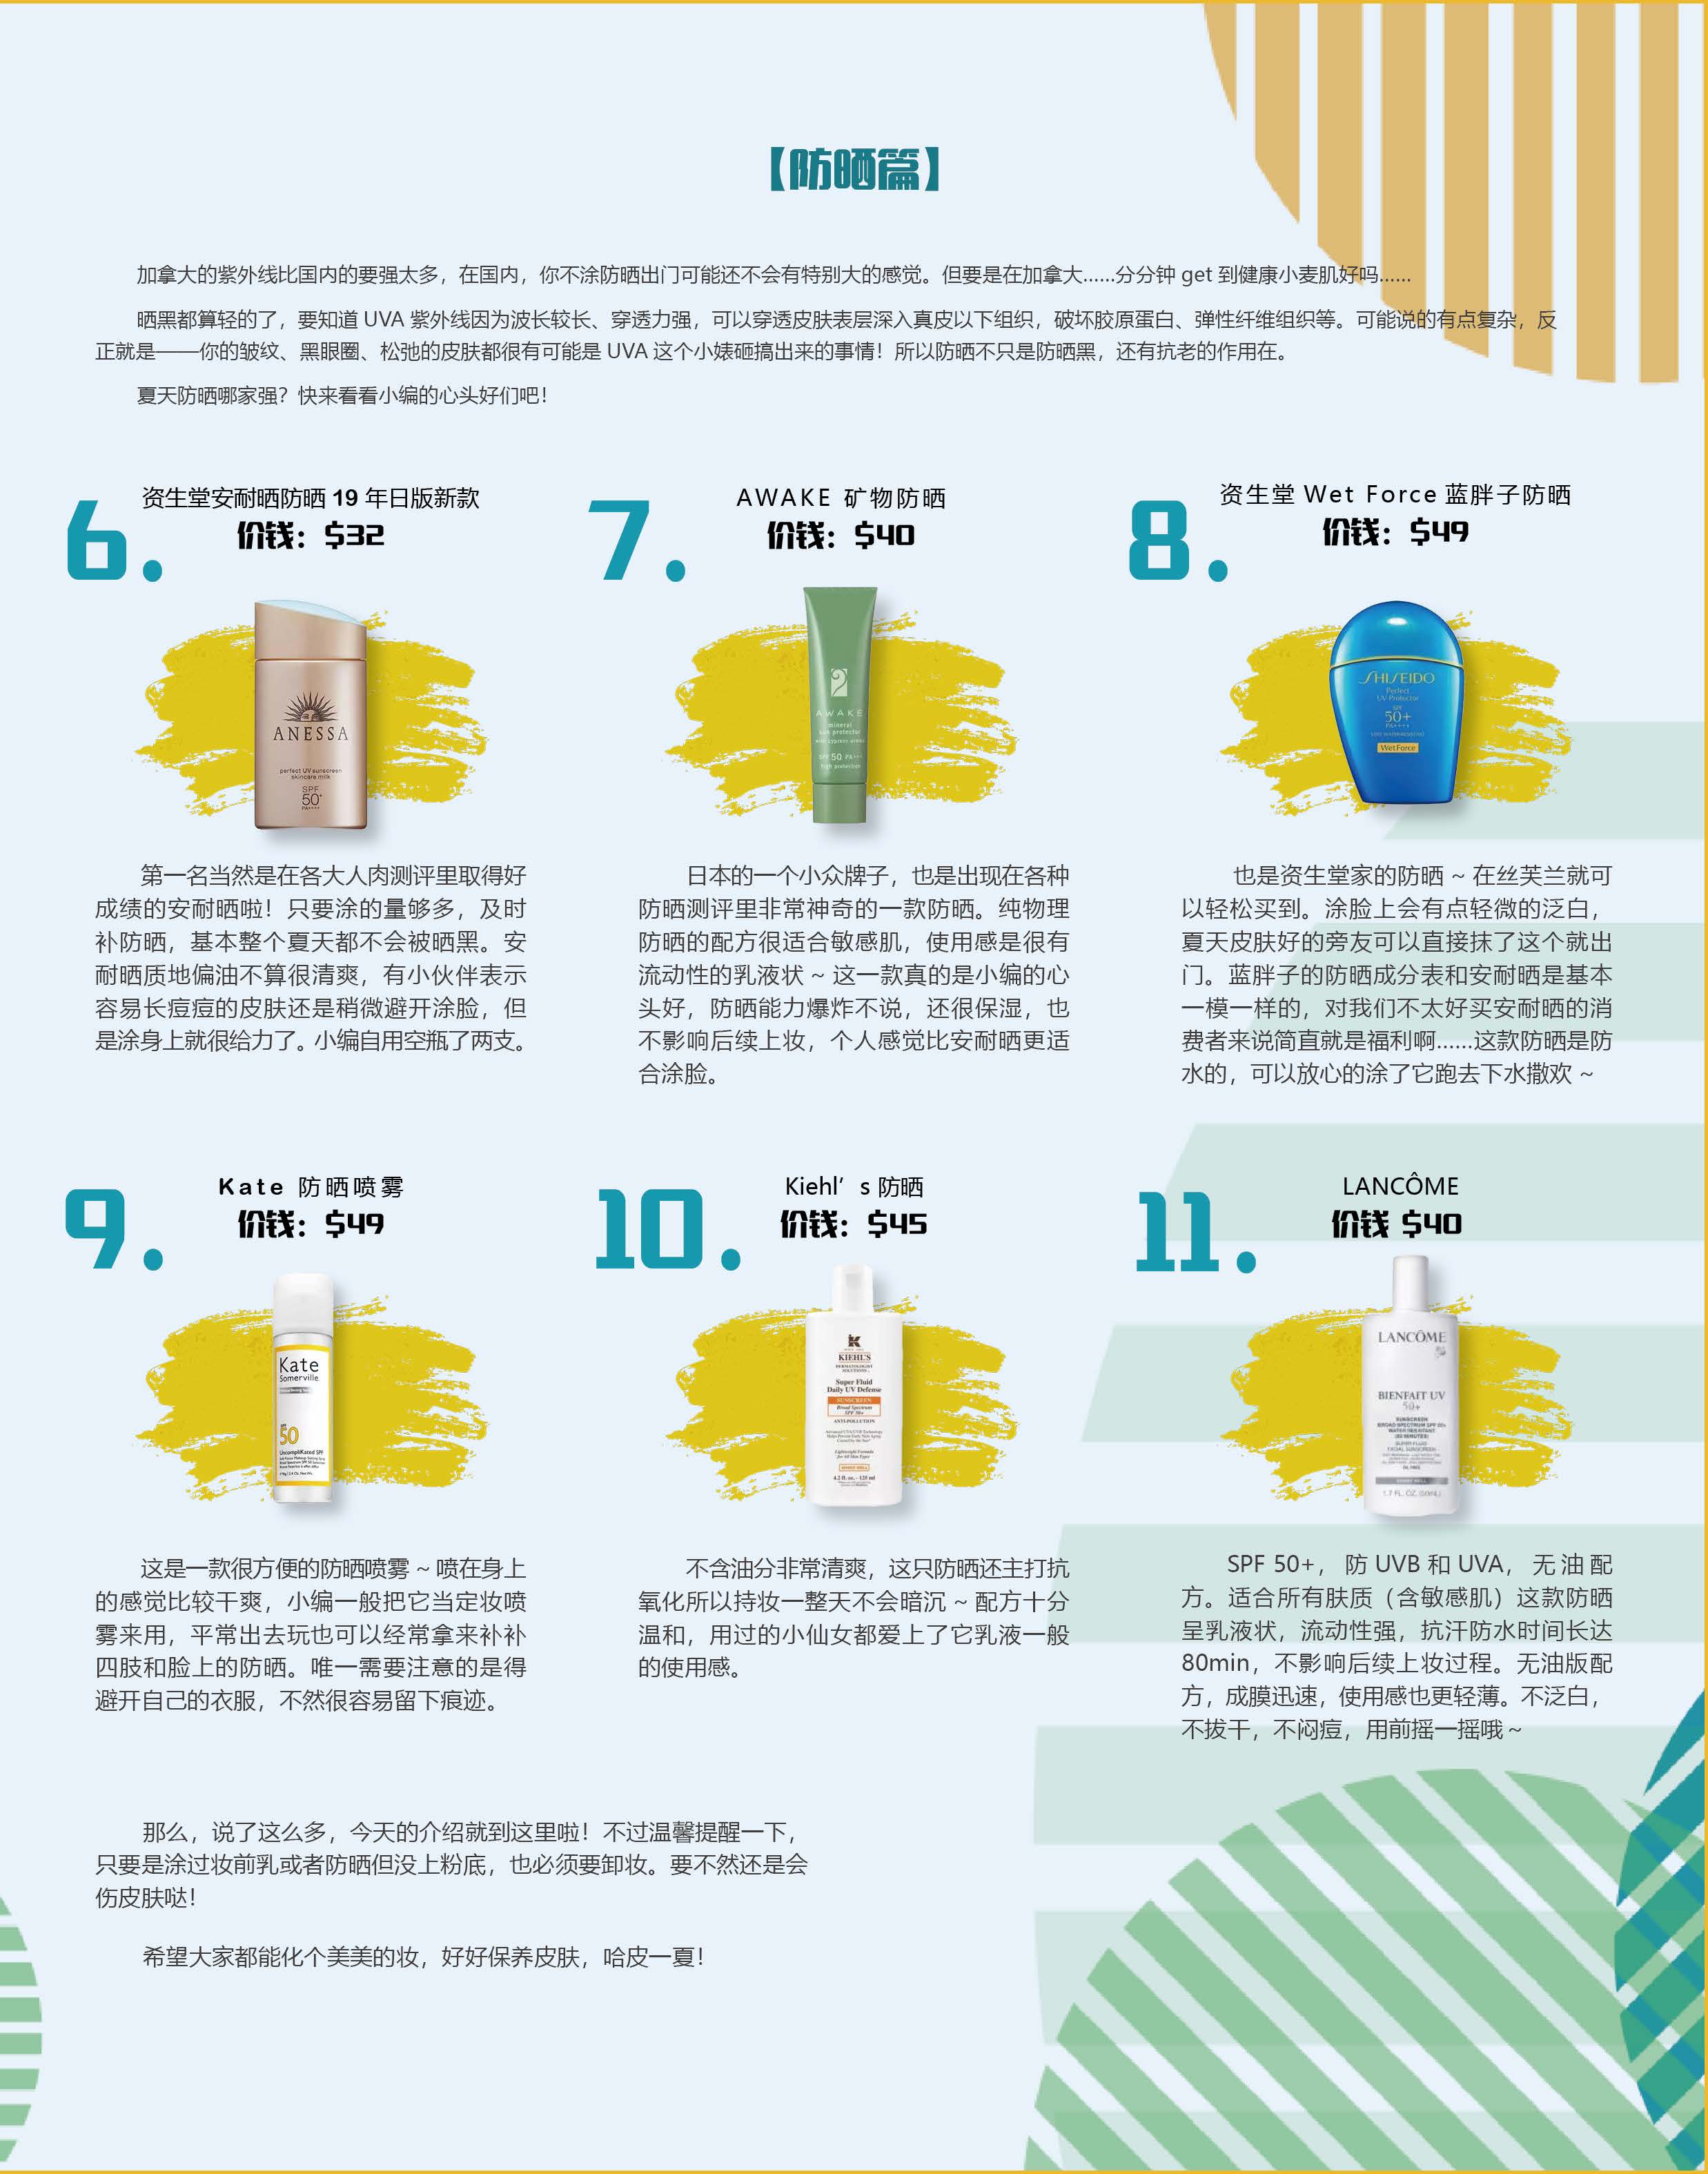 【防晒篇】
加拿大的紫外线比国内的要强太多，在国内，你不涂防晒出门可能还不会有特别大的感觉。但要是在加拿大......分分钟 get 到健康小麦肌好吗......
晒黑都算轻的了，要知道 UVA 紫外线因为波长较长、穿透力强，可以穿透皮肤表层深入真皮以下组织，破坏胶原蛋白、弹性纤维组织等。可能说的有点复杂，反
正就是——你的皱纹、黑眼圈、松弛的皮肤都很有可能是 UVA 这个小婊砸搞出来的事情！所以防晒不只是防晒黑，还有抗老的作用在。
夏天防晒哪家强？快来看看小编的心头好们吧！
6.
资生堂安耐晒防晒 19 年日版新款
价钱：$32
ANESSA
perfect UV sunscreen
skincare milk
SPF
50+
PA++++
第一名当然是在各大人肉测评里取得好
成绩的安耐晒啦！只要涂的量够多，及时
补防晒，基本整个夏天都不会被晒黑。安
耐晒质地偏油不算很清爽，有小伙伴表示
容易长痘痘的皮肤还是稍微避开涂脸，但
是涂身上就很给力了。小编自用空瓶了两支。
7.
AWAKE 矿物防晒
价钱：$40
AWAKE
mineral
sun protector
SPF 50 PA+++
high protection
日本的一个小众牌子，也是出现在各种
防晒测评里非常神奇的一款防晒。纯物理
防晒的配方很适合敏感肌，使用感是很有
流动性的乳液状 ~ 这一款真的是小编的心
头好，防晒能力爆炸不说，还很保湿，也
不影响后续上妆，个人感觉比安耐晒更适
合涂脸。
8.
资生堂 Wet Force 蓝胖子防晒
价钱：$49
SHISEIDO
Perfect
UV Protector
SPF
50+
PA++++
VERY WATER-RESISTANT
WetForce
也是资生堂家的防晒 ~ 在丝芙兰就可
以轻松买到。涂脸上会有点轻微的泛白，
夏天皮肤好的旁友可以直接抹了这个就出
门。蓝胖子的防晒成分表和安耐晒是基本
一模一样的，对我们不太好买安耐晒的消
费者来说简直就是福利啊......这款防晒是防
水的，可以放心的涂了它跑去下水撒欢 ~
9.
Kate 防晒喷雾
价钱：$49
Kate
Somerville
SPF
50
UncompliKated SPF
这是一款很方便的防晒喷雾 ~ 喷在身上
的感觉比较干爽，小编一般把它当定妆喷
雾来用，平常出去玩也可以经常拿来补补
四肢和脸上的防晒。唯一需要注意的是得
避开自己的衣服，不然很容易留下痕迹。
10.
Kiehl’s 防晒
价钱：$45
K
KIEHL'S
DERMATOLOGIST
SOLUTIONS
Super Fluid
Daily UV Defense
SUNSCREEN
Broad Spectrum
SPF 50+
ANTI-POLLUTION
Lightweight Formula
for All Skin Types
4.2 fl. oz. - 125 ml
不含油分非常清爽，这只防晒还主打抗
氧化所以持妆一整天不会暗沉 ~ 配方十分
温和，用过的小仙女都爱上了它乳液一般
的使用感。
11.
LANCÔME
价钱 $40
LANCÔME
BIENFAIT UV
50+
SUNSCREEN
BROAD SPECTRUM SPF 50+
WATER RESISTANT
(80 MINUTES)
SUPER FLUID
FACIAL SUNSCREEN
1.7 FL. OZ. (50mL)
SPF 50+，防 UVB 和 UVA，无油配
方。适合所有肤质（含敏感肌）这款防晒
呈乳液状，流动性强，抗汗防水时间长达
80min，不影响后续上妆过程。无油版配
方，成膜迅速，使用感也更轻薄。不泛白，
不拔干，不闷痘，用前摇一摇哦 ~
那么，说了这么多，今天的介绍就到这里啦！不过温馨提醒一下，
只要是涂过妆前乳或者防晒但没上粉底，也必须要卸妆。要不然还是会
伤皮肤哒！
希望大家都能化个美美的妆，好好保养皮肤，哈皮一夏！